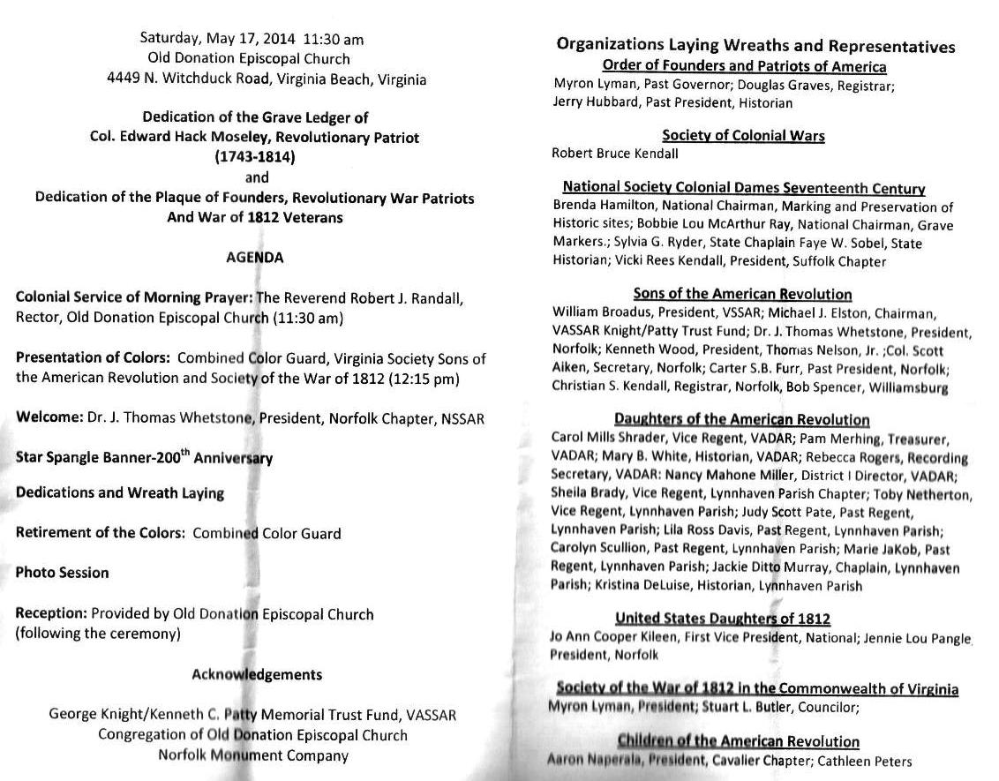 Saturday, May 17, 2014 11:30 am
Old Donation Episcopal Church
4449 N. Witchduck Road, Virginia Beach, Virginia
Dedication of the Grave Ledger of
Col. Edward Hack Moseley, Revolutionary Patriot
(1743-1814)
and
Dedication of the Plaque of Founders, Revolutionary War Patriots
And War of 1812 Veterans
AGENDA
Colonial Service of Morning Prayer: The Reverend Robert J. Randall,
Rector, Old Donation Episcopal Church (11:30 am)
Presentation of Colors: Combined Color Guard, Virginia Society Sons of
the American Revolution and Society of the War of 1812 (12:15 pm)
Welcome: Dr. J. Thomas Whetstone, President, Norfolk Chapter, NSSAR
Star Spangle Banner-200th Anniversary
Dedications and Wreath Laying
Retirement of the Colors: Combined Color Guard
Photo Session
Reception: Provided by Old Donation Episcopal Church
(following the ceremony)
Acknowledgements
George Knight/Kenneth C. Patty Memorial Trust Fund, VASSAR
Congregation of Old Donation Episcopal Church
Norfolk Monument Company
Organizations Laying Wreaths and Representatives
Order of Founders and Patriots of America
Myron Lyman, Past Governor; Douglas Graves, Registrar;
Jerry Hubbard, Past President, Historian
Society of Colonial Wars
Robert Bruce Kendall
National Society Colonial Dames Seventeenth Century
Brenda Hamilton, National Chairman, Marking and Preservation of
Historic sites; Bobbie Lou McArthur Ray, National Chairman, Grave
Markers.; Sylvia G. Ryder, State Chaplain Faye W. Sobel, State
Historian; Vicki Rees Kendall, President, Suffolk Chapter
Sons of the American Revolution
William Broadus, President, VSSAR; Michael J. Elston, Chairman,
VASSAR Knight/Patty Trust Fund; Dr. J. Thomas Whetstone, President,
Norfolk; Kenneth Wood, President, Thomas Nelson, Jr. ;Col. Scott
Aiken, Secretary, Norfolk; Carter S.B. Furr, Past President, Norfolk;
Christian S. Kendall, Registrar, Norfolk, Bob Spencer, Williamsburg
Daughters of the American Revolution
Carol Mills Shrader, Vice Regent, VADAR; Pam Merhing, Treasurer,
VADAR; Mary B. White, Historian, VADAR; Rebecca Rogers, Recording
Secretary, VADAR: Nancy Mahone Miller, District I Director, VADAR;
Sheila Brady, Vice Regent, Lynnhaven Parish Chapter; Toby Netherton,
Vice Regent, Lynnhaven Parish; Judy Scott Pate, Past Regent,
Lynnhaven Parish; Lila Ross Davis, Past Regent, Lynnhaven Parish;
Carolyn Scullion, Past Regent, Lynnhaven Parish; Marie JaKob, Past
Regent, Lynnhaven Parish; Jackie Ditto Murray, Chaplain, Lynnhaven
Parish; Kristina DeLuise, Historian, Lynnhaven Parish
United States Daughters of 1812
Jo Ann Cooper Kileen, First Vice President, National; Jennie Lou Pangle
President, Norfolk
Society of the War of 1812 in the Commonwealth of Virginia
Myron Lyman, President; Stuart L. Butler, Councilor;
Children of the American Revolution
Aaron Naperala, President, Cavalier Chapter; Cathleen Peters